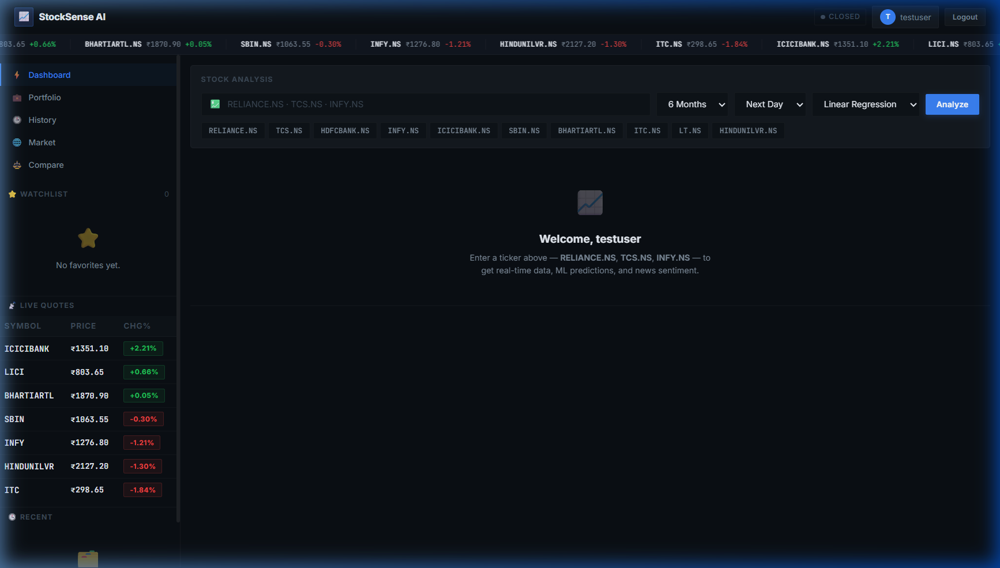 StockSense AI
CLOSED
T testuser
Logout
803.65 +0.66% BHARTIARTL.NS ₹1870.90 +0.05% SBIN.NS ₹1063.55 -0.30% INFY.NS ₹1276.80 -1.21% HINDUNILVR.NS ₹2127.20 -1.30% ITC.NS ₹298.65 -1.84% ICICIBANK.NS ₹1351.10 +2.21% LICI.NS ₹803.65
Dashboard
Portfolio
History
Market
Compare
WATCHLIST 0
No favorites yet.
LIVE QUOTES
SYMBOL PRICE CHG%
ICICIBANK ₹1351.10 +2.21%
LICI ₹803.65 +0.66%
BHARTIARTL ₹1870.90 +0.05%
SBIN ₹1063.55 -0.30%
INFY ₹1276.80 -1.21%
HINDUNILVR ₹2127.20 -1.30%
ITC ₹298.65 -1.84%
RECENT
STOCK ANALYSIS
RELIANCE.NS · TCS.NS · INFY.NS 6 Months Next Day Linear Regression Analyze
RELIANCE.NS TCS.NS HDFCBANK.NS INFY.NS ICICIBANK.NS SBIN.NS BHARTIARTL.NS ITC.NS LT.NS HINDUNILVR.NS
Welcome, testuser
Enter a ticker above — RELIANCE.NS, TCS.NS, INFY.NS — to
get real-time data, ML predictions, and news sentiment.